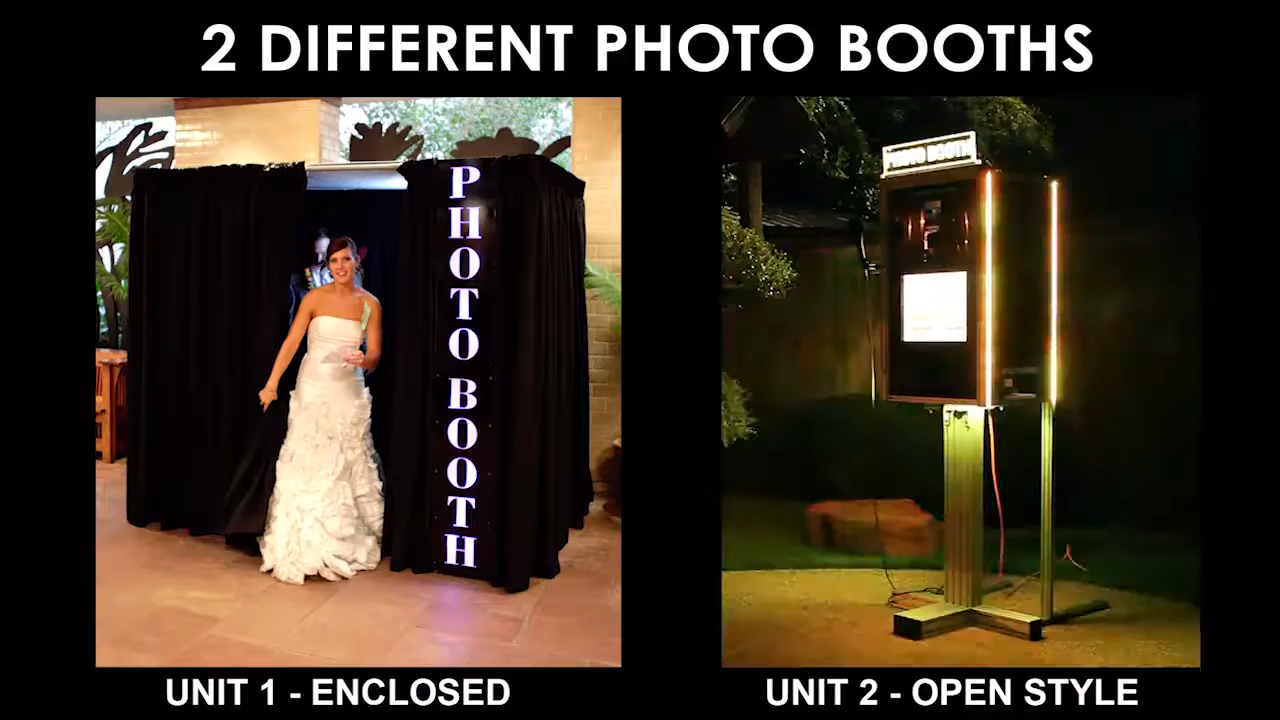 2 DIFFERENT PHOTO BOOTHS
PHOTO BOOTH
PHOTO BOOTH
UNIT 1 - ENCLOSED
UNIT 2 - OPEN STYLE